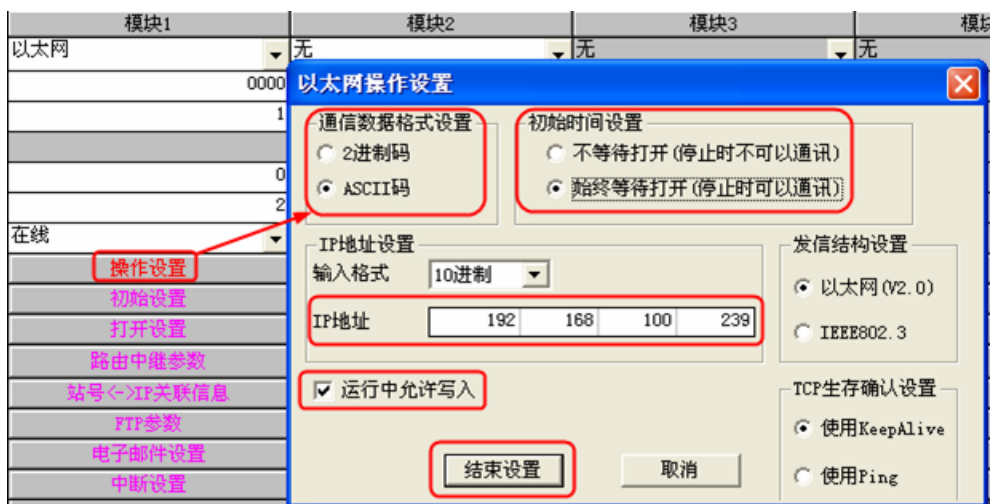 模块1 模块2 模块3 模块
以太网 无 无 无
0000
1
0
2
在线
操作设置
初始设置
打开设置
路由中继参数
站号<->IP关联信息
FTP参数
电子邮件设置
中断设置
以太网操作设置
通信数据格式设置
2进制码
ASCII码
初始时间设置
不等待打开(停止时不可以通讯)
始终等待打开(停止时可以通讯)
IP地址设置
输入格式 10进制
IP地址 192 168 100 239
发信结构设置
以太网(V2.0)
IEEE802.3
运行中允许写入
TCP生存确认设置
使用KeepAlive
使用Ping
结束设置 取消